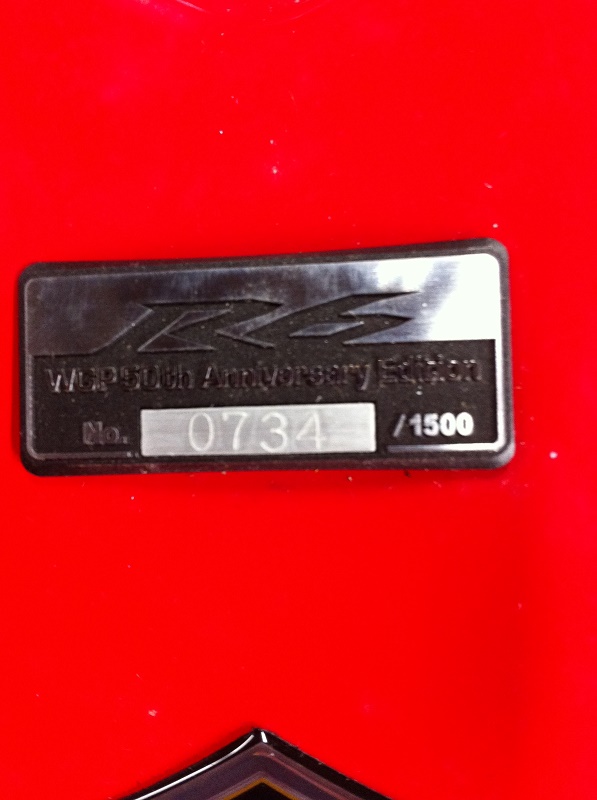 R6
WGP 50th Anniversary Edition
No. 0734 /1500